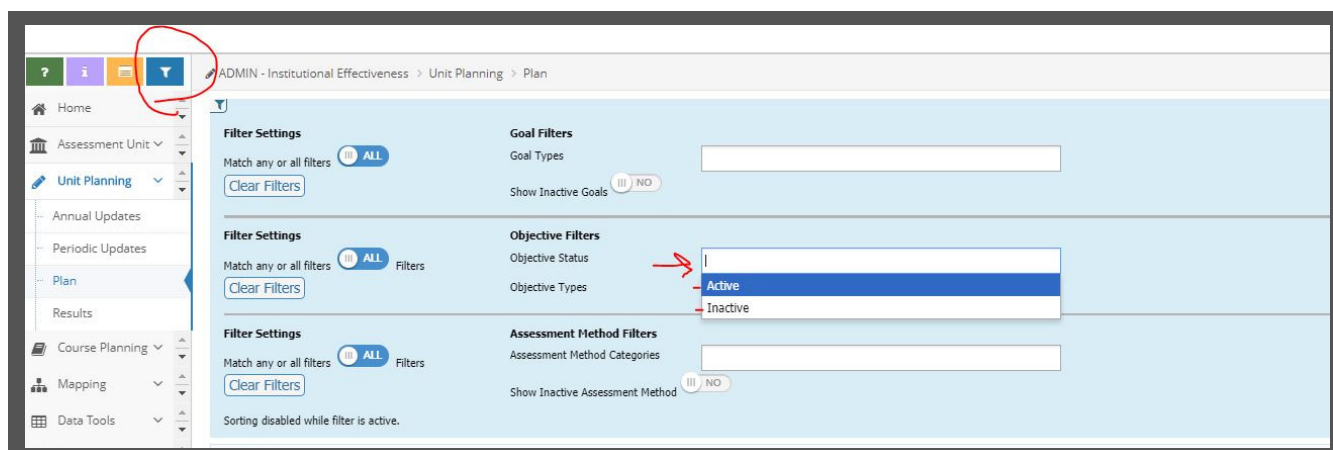 ? i
ADMIN - Institutional Effectiveness > Unit Planning > Plan
Home
Assessment Unit
Unit Planning
Annual Updates
Periodic Updates
Plan
Results
Course Planning
Mapping
Data Tools
Filter Settings
Match any or all filters ALL
Clear Filters
Goal Filters
Goal Types
Show Inactive Goals NO
Filter Settings
Match any or all filters ALL Filters
Clear Filters
Objective Filters
Objective Status
Objective Types
Active
Inactive
Filter Settings
Match any or all filters ALL Filters
Clear Filters
Assessment Method Filters
Assessment Method Categories
Show Inactive Assessment Method NO
Sorting disabled while filter is active.